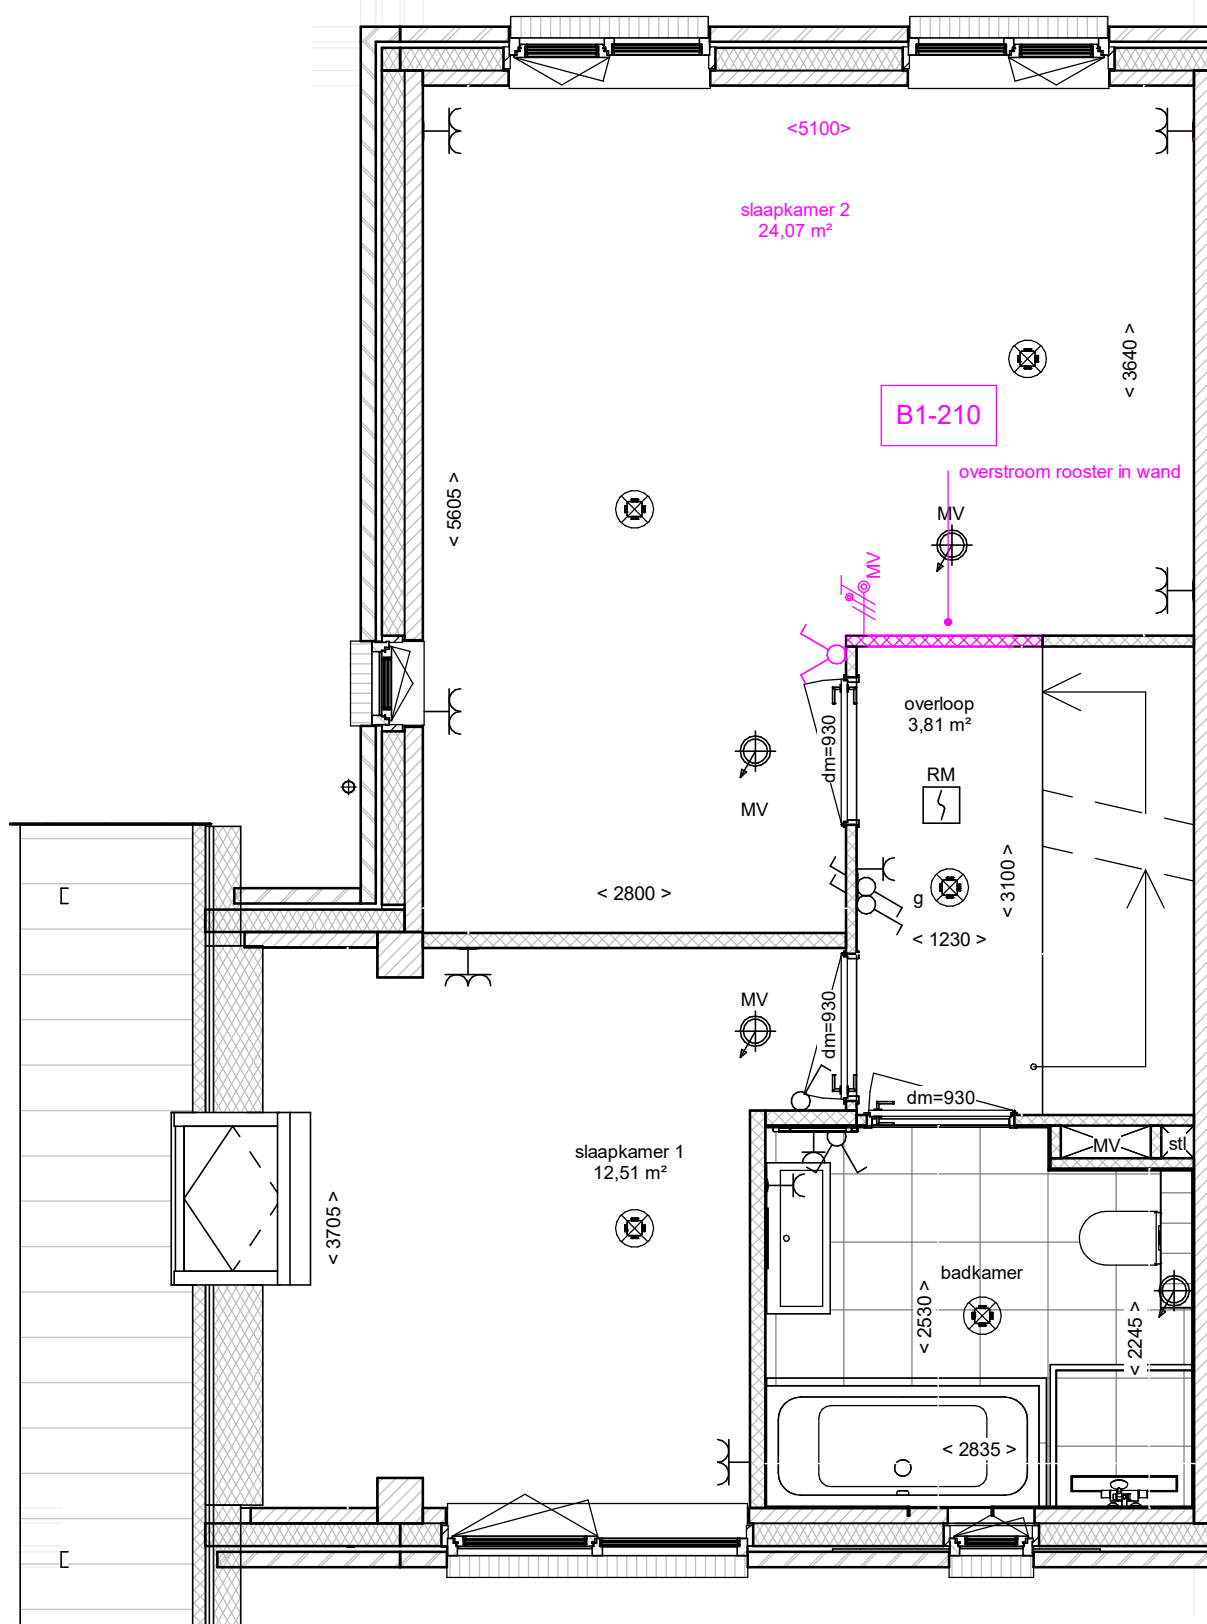 <5100>
slaapkamer 2
24,07 m²
< 3640 >
B1-210
overstroom rooster in wand
< 5605 >
MV
MV
overloop
3,81 m²
dm=930
RM
MV
< 3100 >
< 2800 >
g
< 1230 >
MV
dm=930
dm=930
slaapkamer 1
12,51 m²
MV
stl
< 3705 >
badkamer
< 2530 >
< 2245 >
< 2835 >